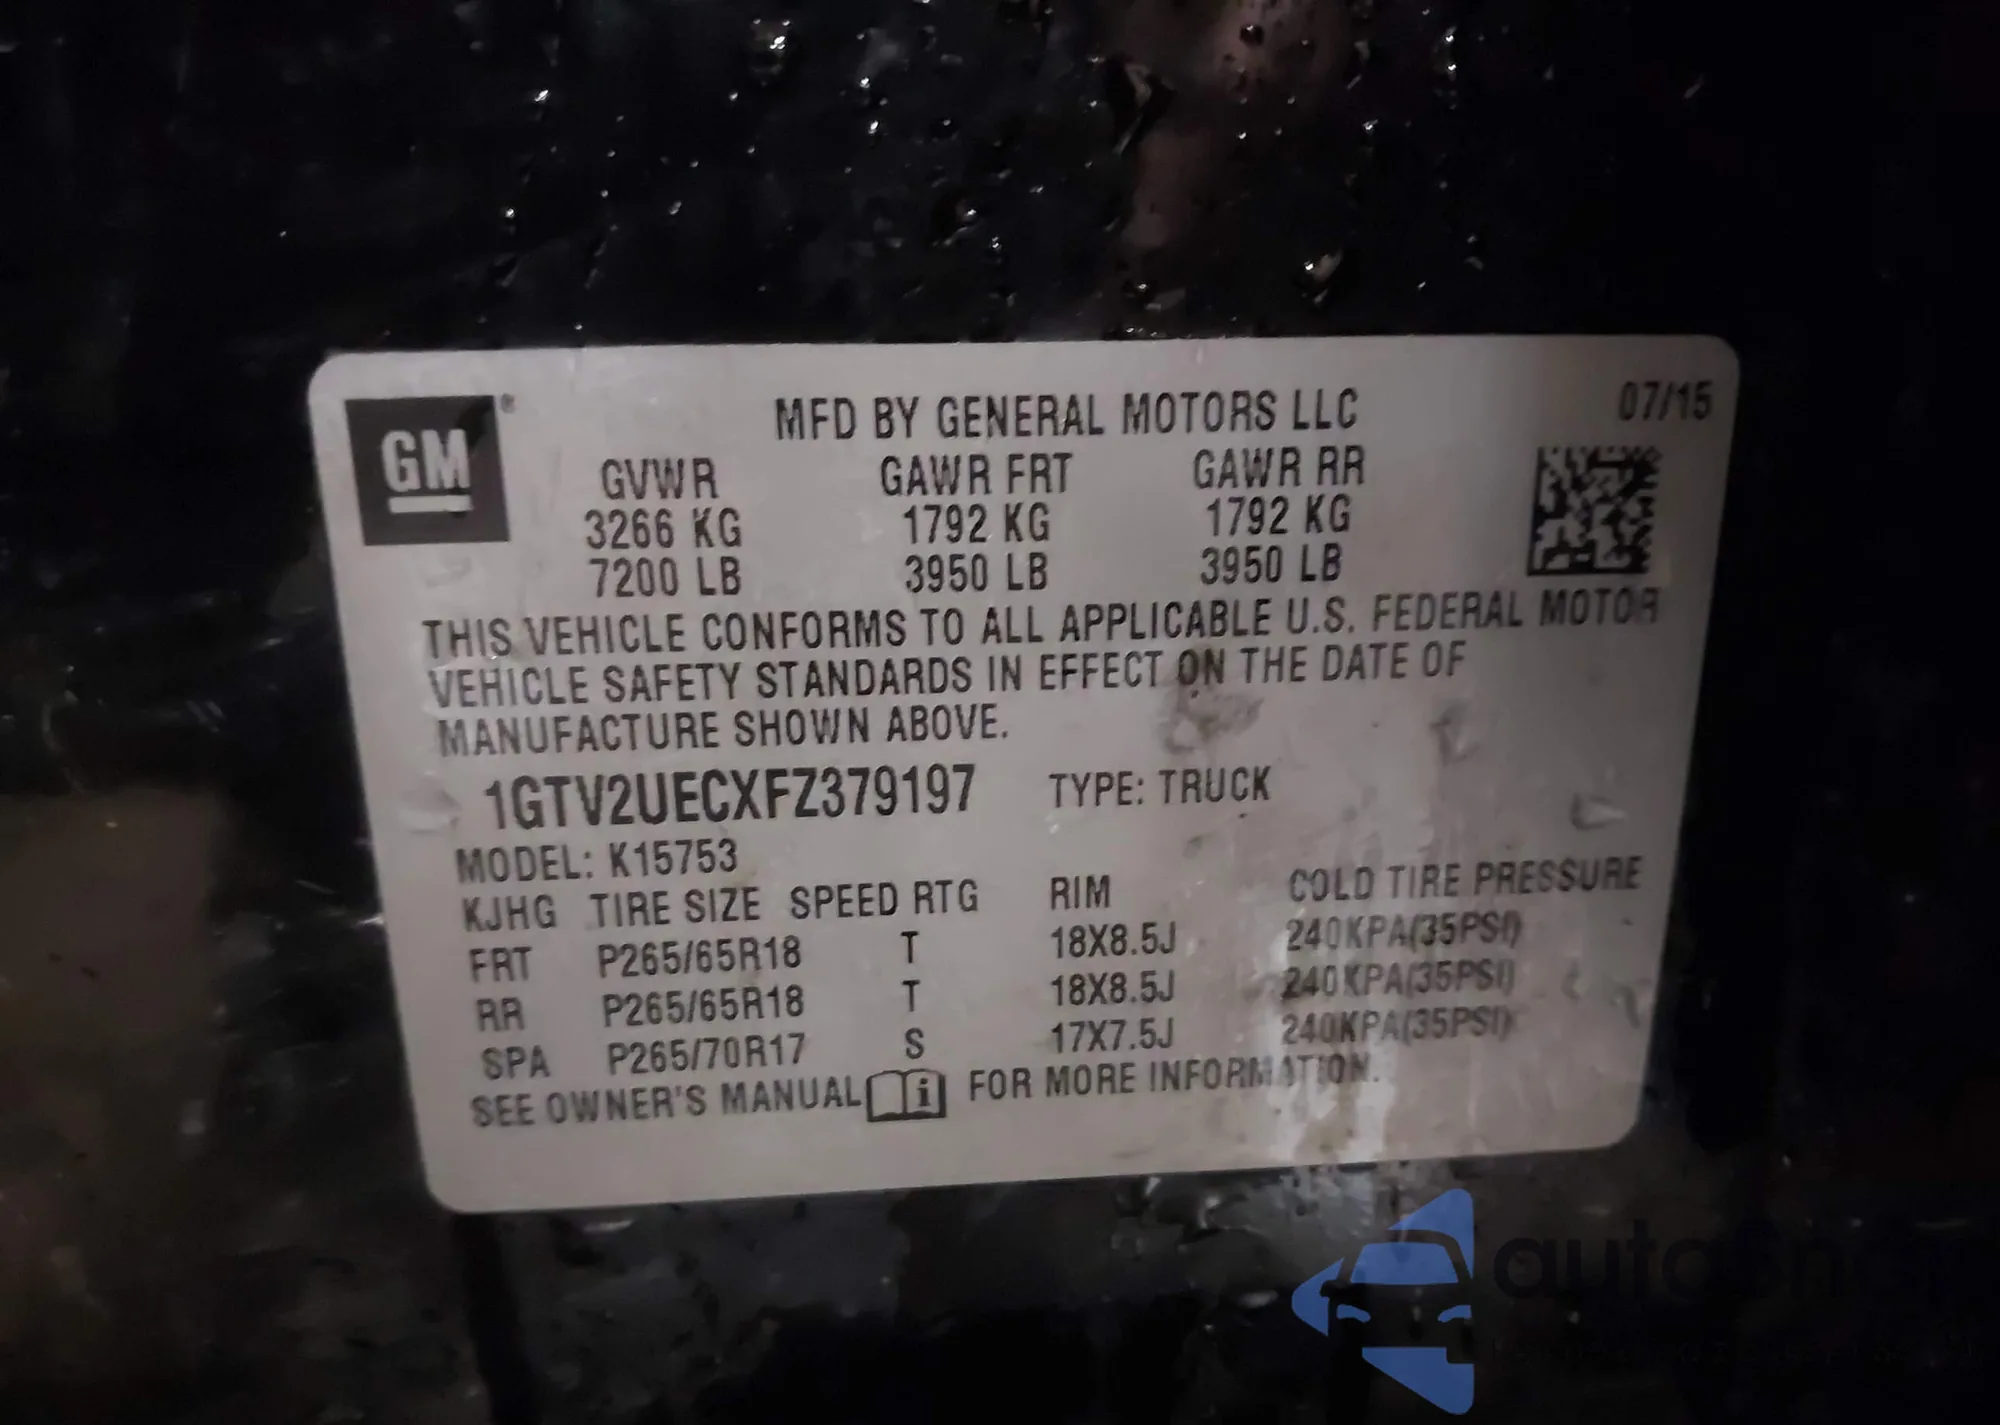 GM®
MFD BY GENERAL MOTORS LLC
07/15
GVWR GAWR FRT GAWR RR
3266 KG 1792 KG 1792 KG
7200 LB 3950 LB 3950 LB
THIS VEHICLE CONFORMS TO ALL APPLICABLE U.S. FEDERAL MOTOR
VEHICLE SAFETY STANDARDS IN EFFECT ON THE DATE OF
MANUFACTURE SHOWN ABOVE.
1GTV2UECXFZ379197 TYPE: TRUCK
MODEL: K15753
KJHG TIRE SIZE SPEED RTG RIM COLD TIRE PRESSURE
FRT P265/65R18 T 18X8.5J 240KPA(35PSI)
RR P265/65R18 T 18X8.5J 240KPA(35PSI)
SPA P265/70R17 S 17X7.5J 240KPA(35PSI)
SEE OWNER'S MANUAL i FOR MORE INFORMATION.